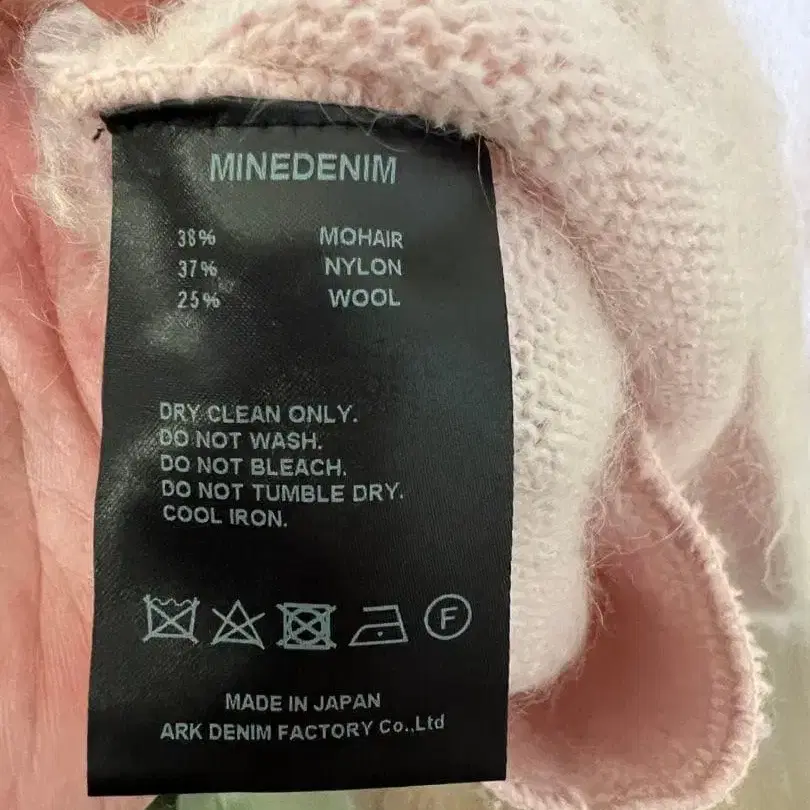 MINEDENIM
38% MOHAIR
37% NYLON
25% WOOL
DRY CLEAN ONLY.
DO NOT WASH.
DO NOT BLEACH.
DO NOT TUMBLE DRY.
COOL IRON.
F
MADE IN JAPAN
ARK DENIM FACTORY Co.,Ltd